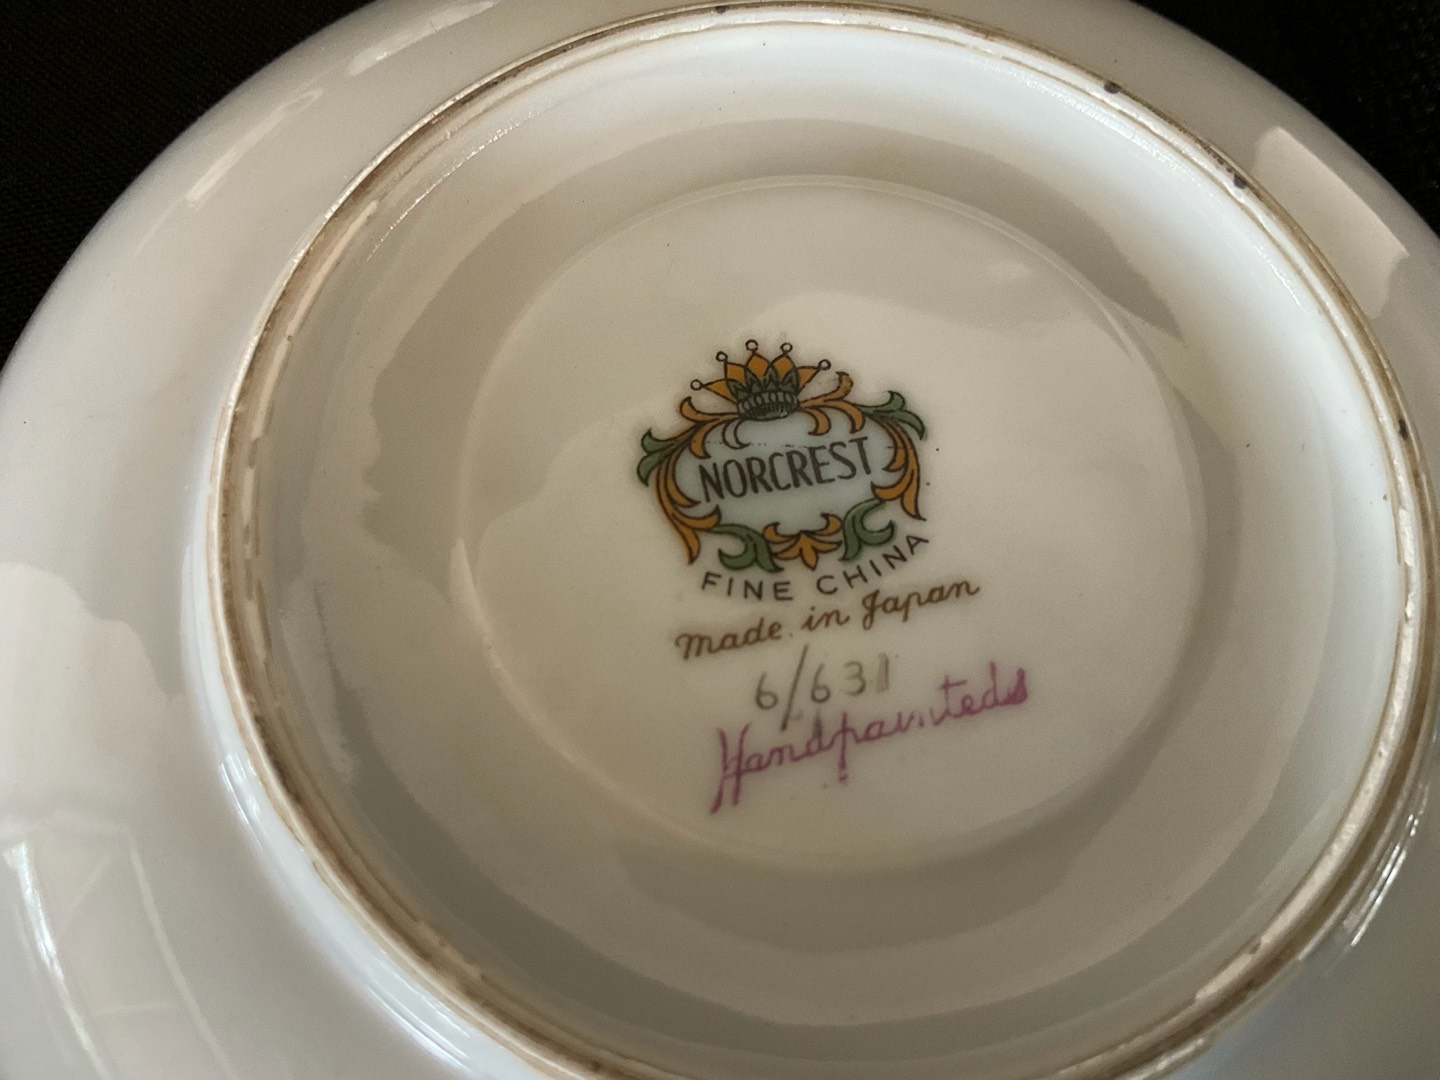 NORCREST
FINE CHINA
made in Japan
6/631
Handpainted